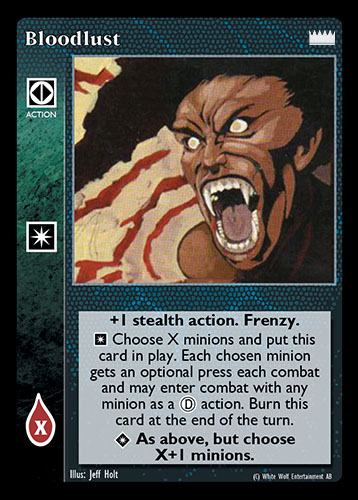 Bloodlust
ACTION
+1 stealth action. Frenzy.
Choose X minions and put this
card in play. Each chosen minion
gets an optional press each combat
and may enter combat with any
minion as a Ⓓ action. Burn this
card at the end of the turn.
As above, but choose
X+1 minions.
X
Illus: Jeff Holt
(C) White Wolf Entertainment AB